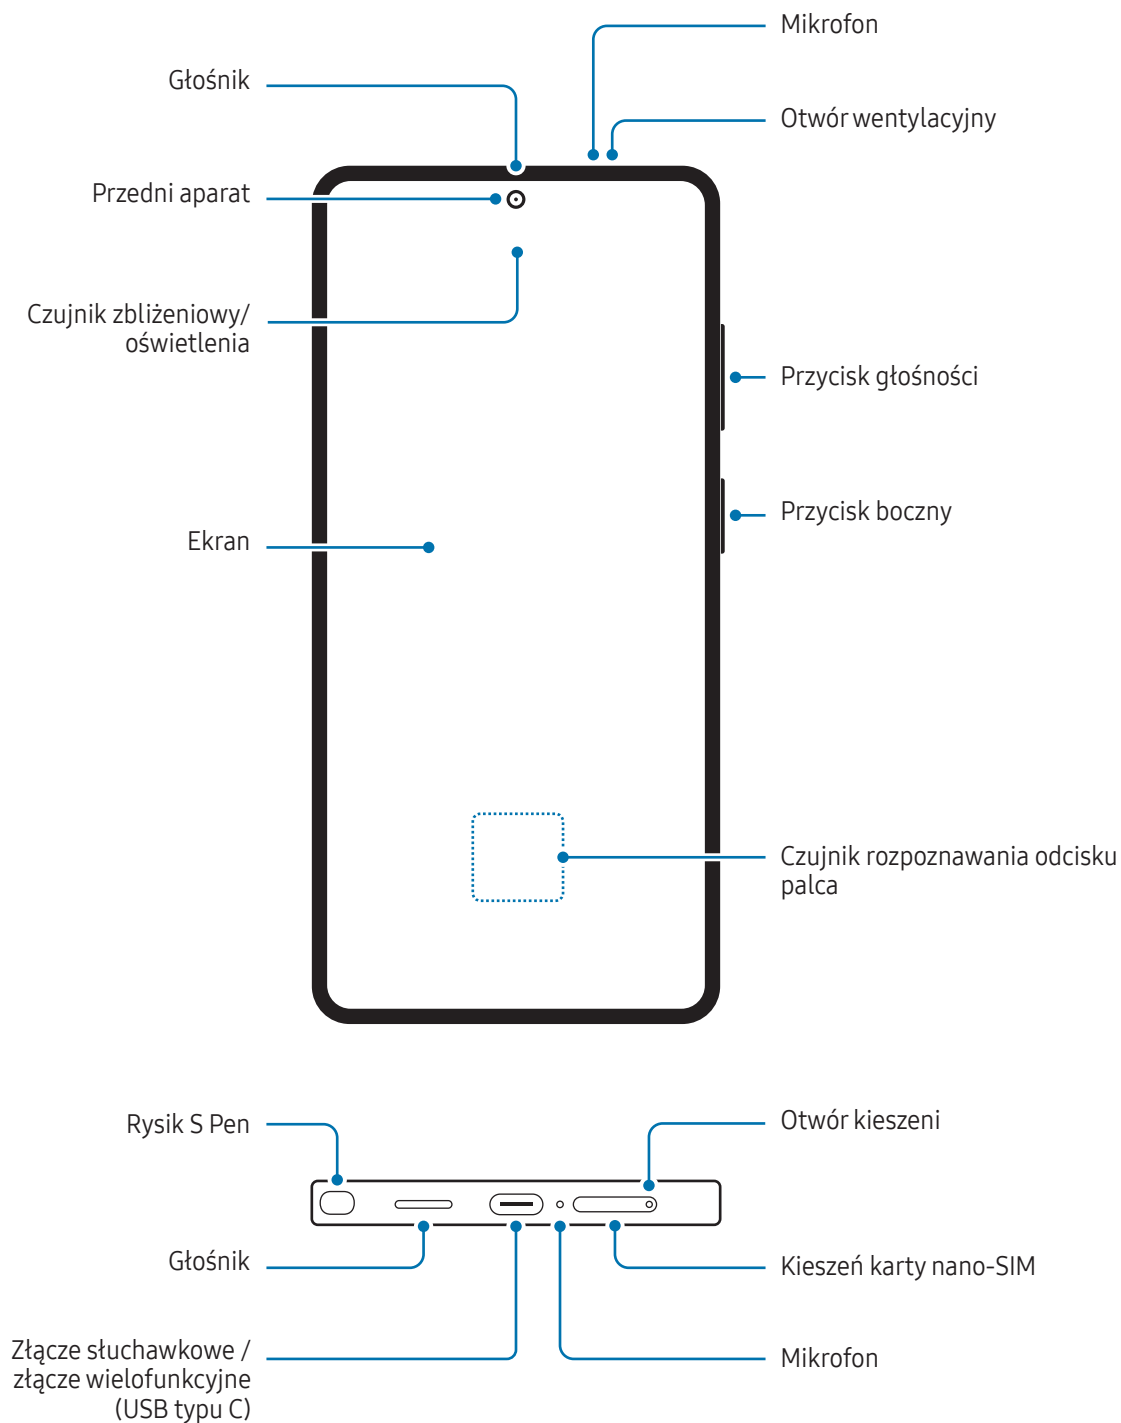 Mikrofon
Głośnik
Otwór wentylacyjny
Przedni aparat
Czujnik zbliżeniowy/
oświetlenia
Przycisk głośności
Przycisk boczny
Ekran
Czujnik rozpoznawania odcisku
palca
Rysik S Pen
Otwór kieszeni
Głośnik
Kieszeń karty nano-SIM
Złącze słuchawkowe /
złącze wielofunkcyjne
(USB typu C)
Mikrofon